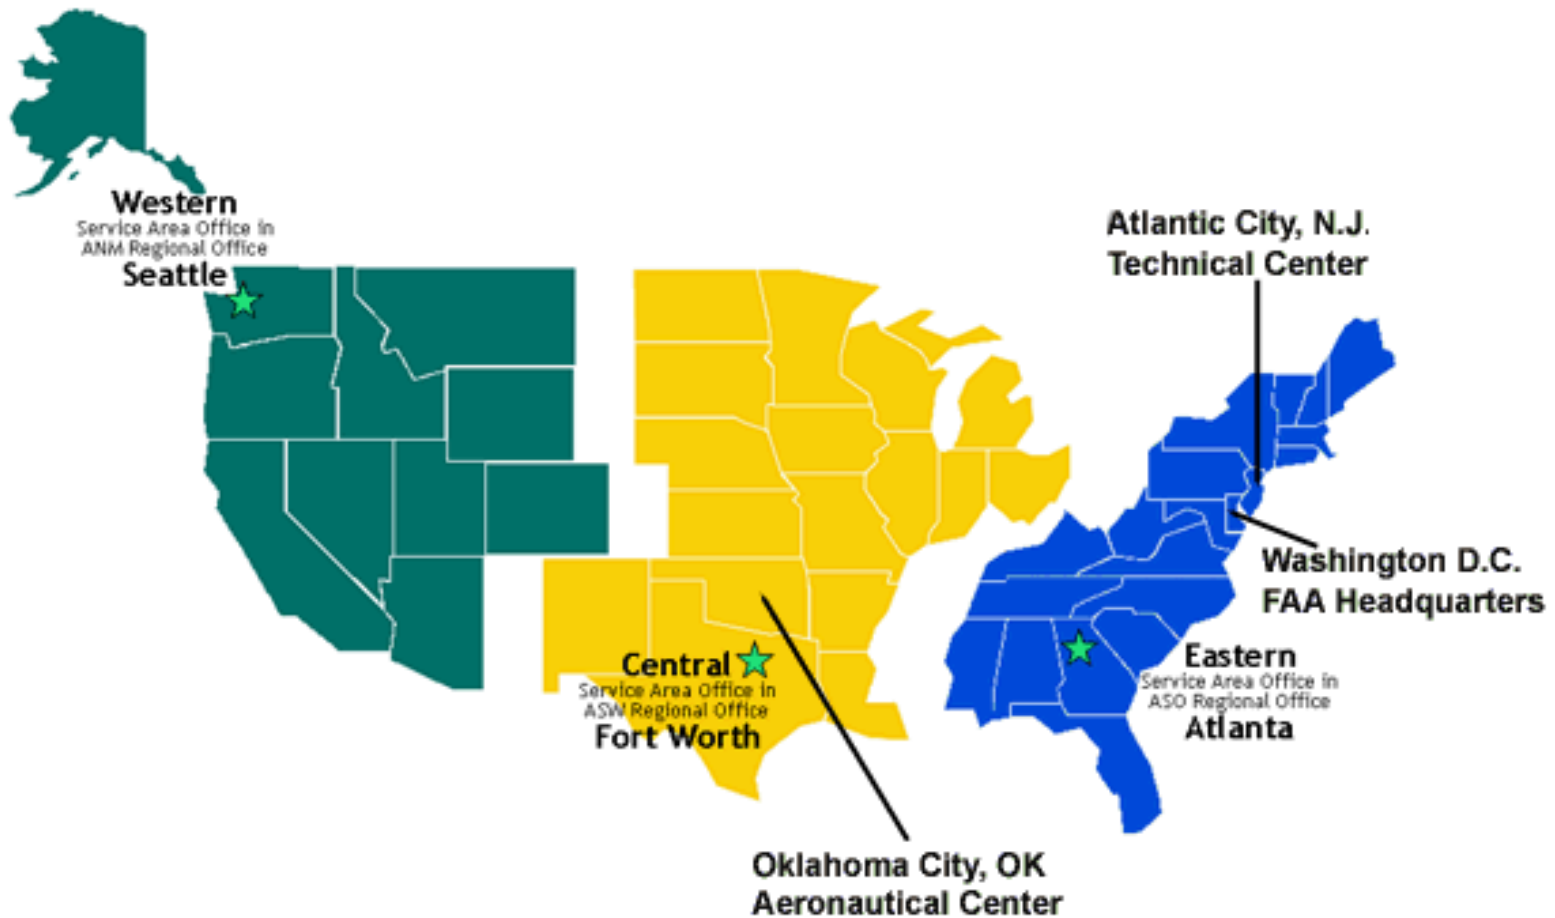 Western
Service Area Office in
ANM Regional Office
Seattle
Atlantic City, N.J.
Technical Center
Washington D.C.
FAA Headquarters
Central
Service Area Office in
ASW Regional Office
Fort Worth
Eastern
Service Area Office in
ASO Regional Office
Atlanta
Oklahoma City, OK
Aeronautical Center